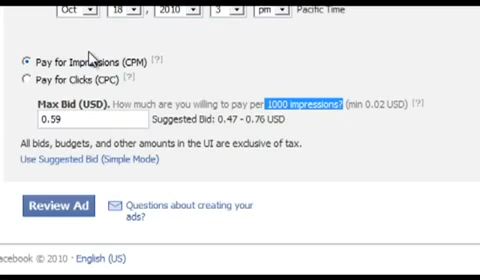 Oct 18 , 2010 3 pm Pacific Time
Pay for Impressions (CPM) [?]
Pay for Clicks (CPC) [?]
Max Bid (USD). How much are you willing to pay per 1000 impressions? (min 0.02 USD) [?]
0.59 Suggested Bid: 0.47 - 0.76 USD
All bids, budgets, and other amounts in the UI are exclusive of tax.
Use Suggested Bid (Simple Mode)
Review Ad Questions about creating your
ads?
acebook © 2010 · English (US)